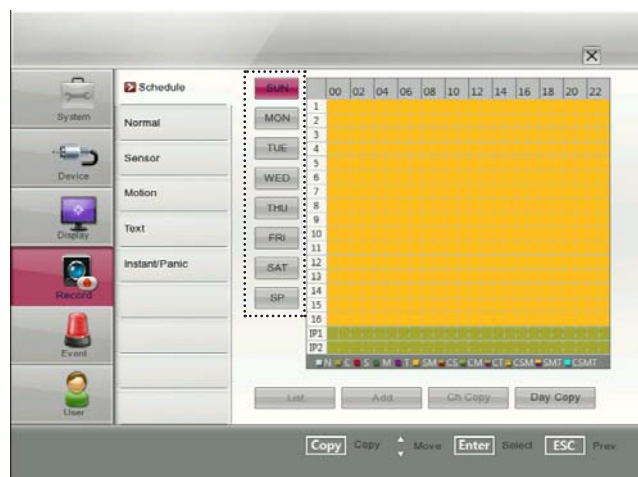 System
Device
Display
Record
Event
User
Schedule
Normal
Sensor
Motion
Text
Instant/Panic
SUN
MON
TUE
WED
THU
FRI
SAT
SP
00 02 04 06 08 10 12 14 16 18 20 22
1
2
3
4
5
6
7
8
9
10
11
12
13
14
15
16
IP1
IP2
N C S M T SM CS CM CT CSM SMT CSMT
List Add Ch Copy Day Copy
Copy Copy Move Enter Select ESC Prev